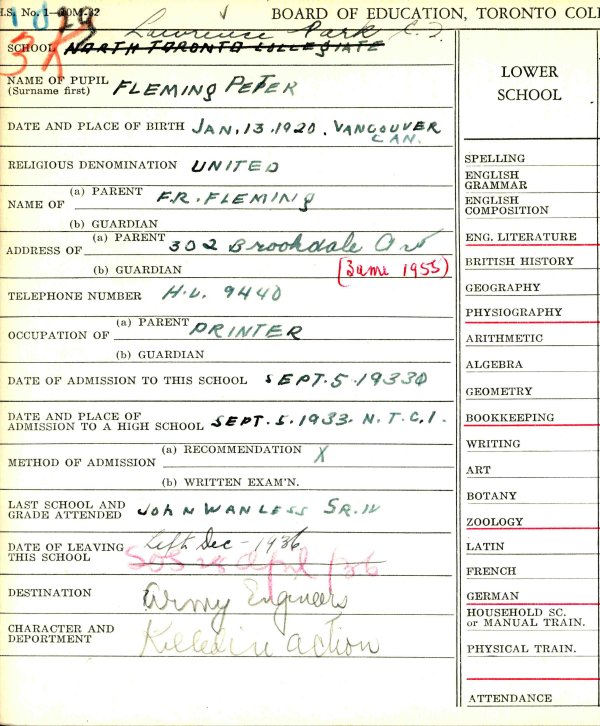 H.S. No. 1—20M-32
BOARD OF EDUCATION, TORONTO COLL
3K
Lawrence Park C.I.
SCHOOL NORTH TORONTO COLLEGIATE
NAME OF PUPIL
(Surname first) FLEMING PETER
DATE AND PLACE OF BIRTH JAN. 13. 1920. VANCOUVER
CAN.
RELIGIOUS DENOMINATION UNITED
NAME OF (a) PARENT F.R. FLEMING
(b) GUARDIAN
ADDRESS OF (a) PARENT 302 Brookdale Av
(b) GUARDIAN (Same 1955)
TELEPHONE NUMBER H.U. 9440
OCCUPATION OF (a) PARENT PRINTER
(b) GUARDIAN
DATE OF ADMISSION TO THIS SCHOOL SEPT. 5. 1933
DATE AND PLACE OF
ADMISSION TO A HIGH SCHOOL SEPT. 5. 1933. N.T.C.I.
METHOD OF ADMISSION (a) RECOMMENDATION X
(b) WRITTEN EXAM'N.
LAST SCHOOL AND
GRADE ATTENDED JOHN WANLESS SR. IV
DATE OF LEAVING
THIS SCHOOL Left Dec - 1936
SOS 28 April/36
DESTINATION Army Engineers
CHARACTER AND
DEPORTMENT Killed in action
LOWER
SCHOOL
SPELLING
ENGLISH
GRAMMAR
ENGLISH
COMPOSITION
ENG. LITERATURE
BRITISH HISTORY
GEOGRAPHY
PHYSIOGRAPHY
ARITHMETIC
ALGEBRA
GEOMETRY
BOOKKEEPING
WRITING
ART
BOTANY
ZOOLOGY
LATIN
FRENCH
GERMAN
HOUSEHOLD SC.
or MANUAL TRAIN.
PHYSICAL TRAIN.
ATTENDANCE